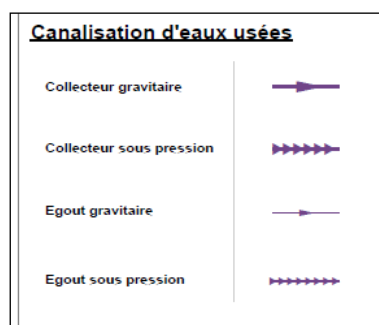 Canalisation d'eaux usées
Collecteur gravitaire
Collecteur sous pression
Egout gravitaire
Egout sous pression